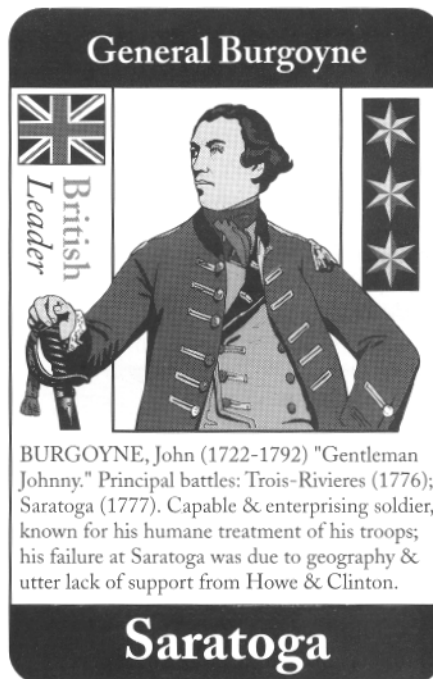 General Burgoyne
British
Leader
BURGOYNE, John (1722-1792) "Gentleman
Johnny." Principal battles: Trois-Rivieres (1776);
Saratoga (1777). Capable & enterprising soldier,
known for his humane treatment of his troops;
his failure at Saratoga was due to geography &
utter lack of support from Howe & Clinton.
Saratoga